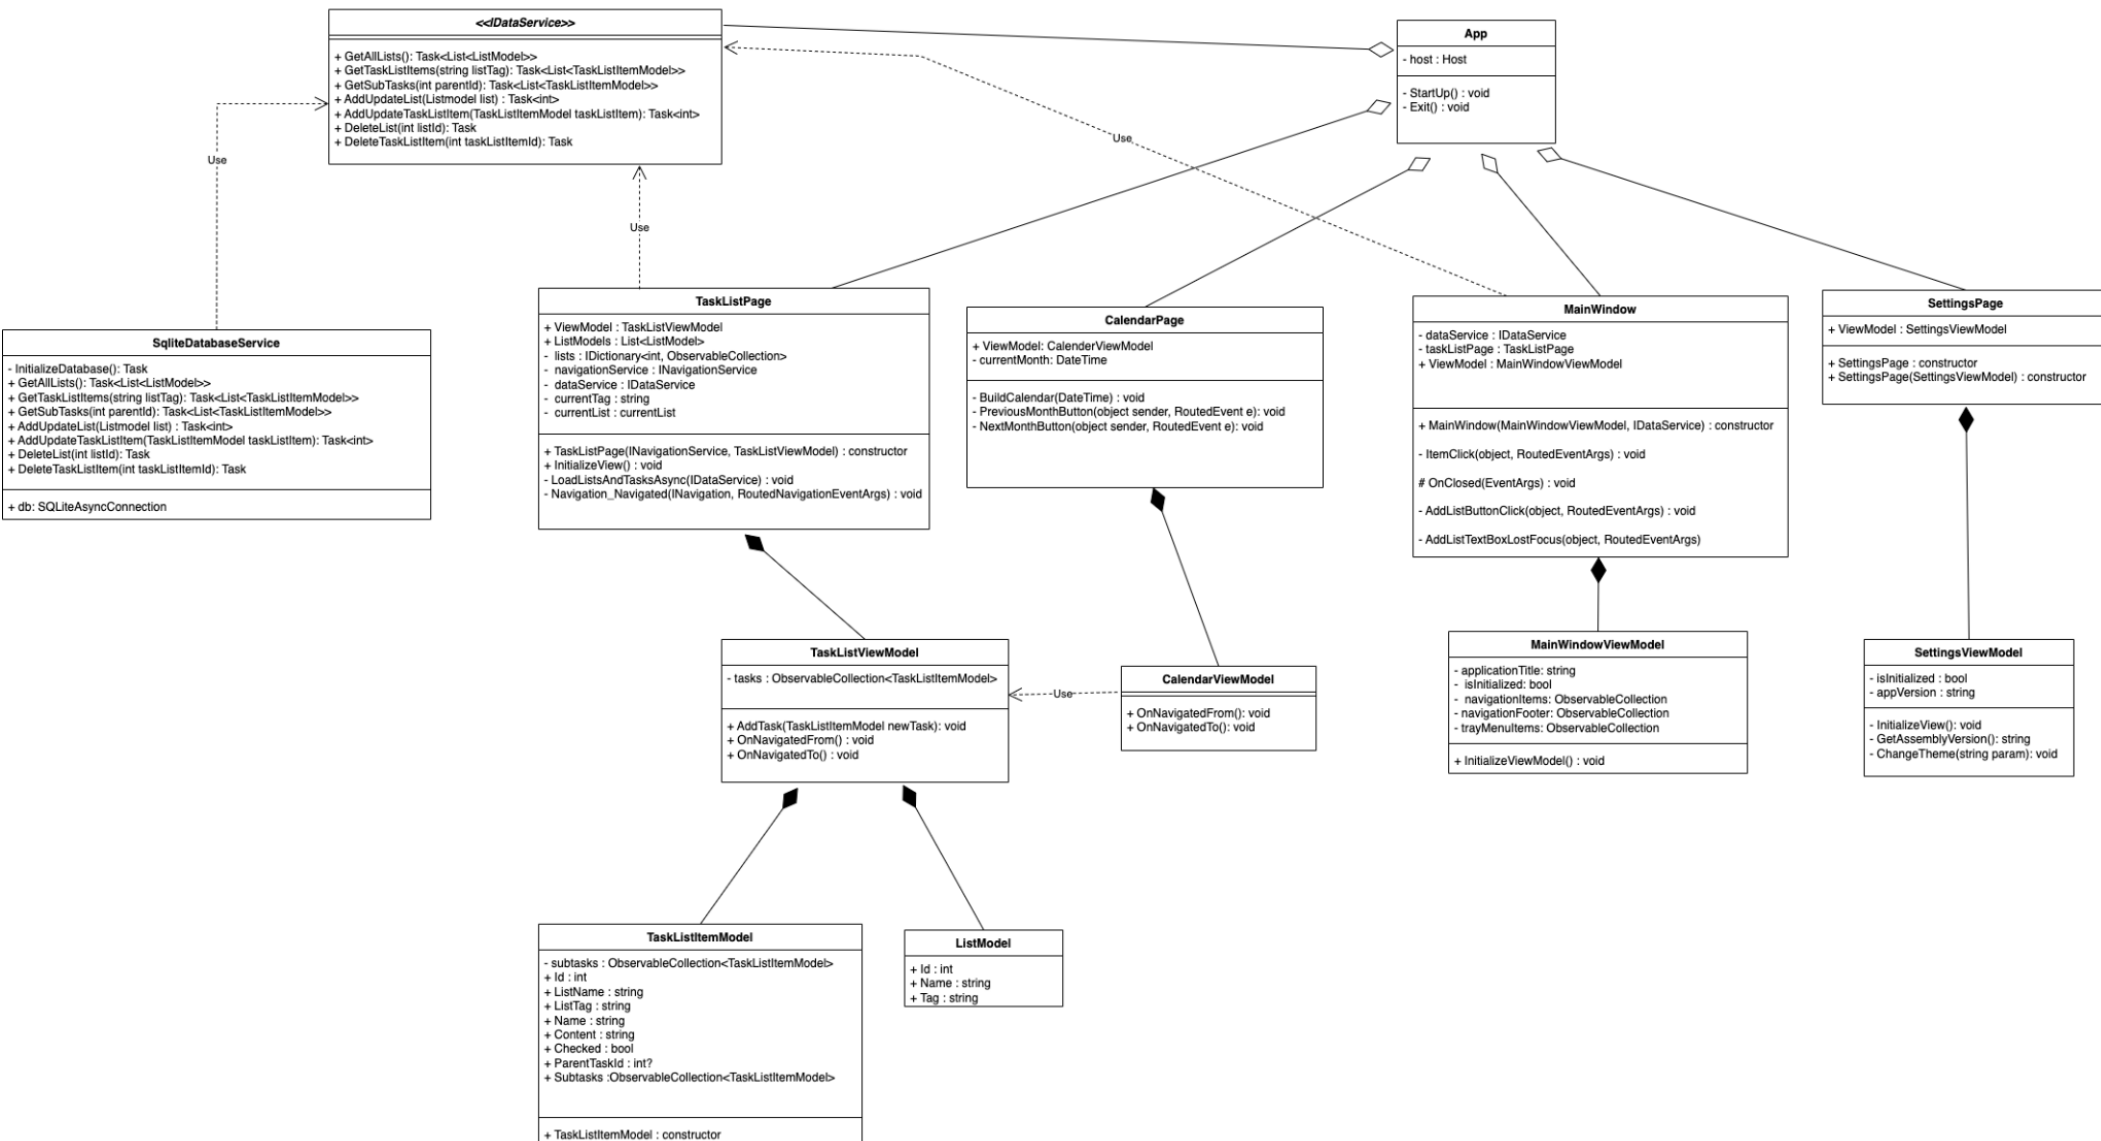 <<IDataService>>
+ GetAllLists(): Task<List<ListModel>>
+ GetTaskListItems(string listTag): Task<List<TaskListItemModel>>
+ GetSubTasks(int parentId): Task<List<TaskListItemModel>>
+ AddUpdateList(Listmodel list) : Task<int>
+ AddUpdateTaskListItem(TaskListItemModel taskListItem): Task<int>
+ DeleteList(int listId): Task
+ DeleteTaskListItem(int taskListItemId): Task
App
- host : Host
- StartUp() : void
- Exit() : void
Use
Use
Use
SqliteDatabaseService
- InitializeDatabase(): Task
+ GetAllLists(): Task<List<ListModel>>
+ GetTaskListItems(string listTag): Task<List<TaskListItemModel>>
+ GetSubTasks(int parentId): Task<List<TaskListItemModel>>
+ AddUpdateList(Listmodel list) : Task<int>
+ AddUpdateTaskListItem(TaskListItemModel taskListItem): Task<int>
+ DeleteList(int listId): Task
+ DeleteTaskListItem(int taskListItemId): Task
+ db: SQLiteAsyncConnection
TaskListPage
+ ViewModel : TaskListViewModel
+ ListModels : List<ListModel>
- lists : IDictionary<int, ObservableCollection>
- navigationService : INavigationService
- dataService : IDataService
- currentTag : string
- currentList : currentList
+ TaskListPage(INavigationService, TaskListViewModel) : constructor
+ InitializeView() : void
- LoadListsAndTasksAsync(IDataService) : void
- Navigation_Navigated(INavigation, RoutedNavigationEventArgs) : void
CalendarPage
+ ViewModel: CalenderViewModel
- currentMonth: DateTime
- BuildCalendar(DateTime) : void
- PreviousMonthButton(object sender, RoutedEvent e): void
- NextMonthButton(object sender, RoutedEvent e): void
MainWindow
- dataService : IDataService
- taskListPage : TaskListPage
+ ViewModel : MainWindowViewModel
+ MainWindow(MainWindowViewModel, IDataService) : constructor
- ItemClick(object, RoutedEventArgs) : void
# OnClosed(EventArgs) : void
- AddListButtonClick(object, RoutedEventArgs) : void
- AddListTextBoxLostFocus(object, RoutedEventArgs)
SettingsPage
+ ViewModel : SettingsViewModel
+ SettingsPage : constructor
+ SettingsPage(SettingsViewModel) : constructor
TaskListViewModel
- tasks : ObservableCollection<TaskListItemModel>
+ AddTask(TaskListItemModel newTask): void
+ OnNavigatedFrom() : void
+ OnNavigatedTo() : void
Use
CalendarViewModel
+ OnNavigatedFrom(): void
+ OnNavigatedTo(): void
MainWindowViewModel
- applicationTitle: string
- isInitialized: bool
- navigationItems: ObservableCollection
- navigationFooter: ObservableCollection
- trayMenuItems: ObservableCollection
+ InitializeViewModel() : void
SettingsViewModel
- isInitialized : bool
- appVersion : string
- InitializeView(): void
- GetAssemblyVersion(): string
- ChangeTheme(string param): void
TaskListItemModel
- subtasks : ObservableCollection<TaskListItemModel>
+ Id : int
+ ListName : string
+ ListTag : string
+ Name : string
+ Content : string
+ Checked : bool
+ ParentTaskId : int?
+ Subtasks :ObservableCollection<TaskListItemModel>
+ TaskListItemModel : constructor
ListModel
+ Id : int
+ Name : string
+ Tag : string